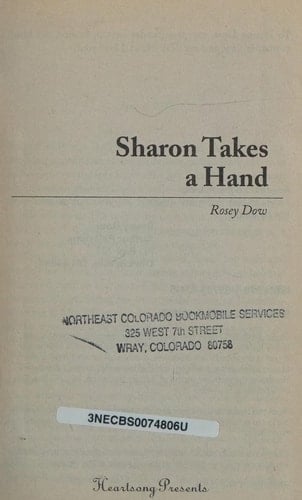 Sharon Takes
a Hand
Rosey Dow
NORTHEAST COLORADO BOOKMOBILE SERVICES
325 WEST 7th STREET
WRAY, COLORADO 80758
3NECBS0074806U
Heartsong Presents